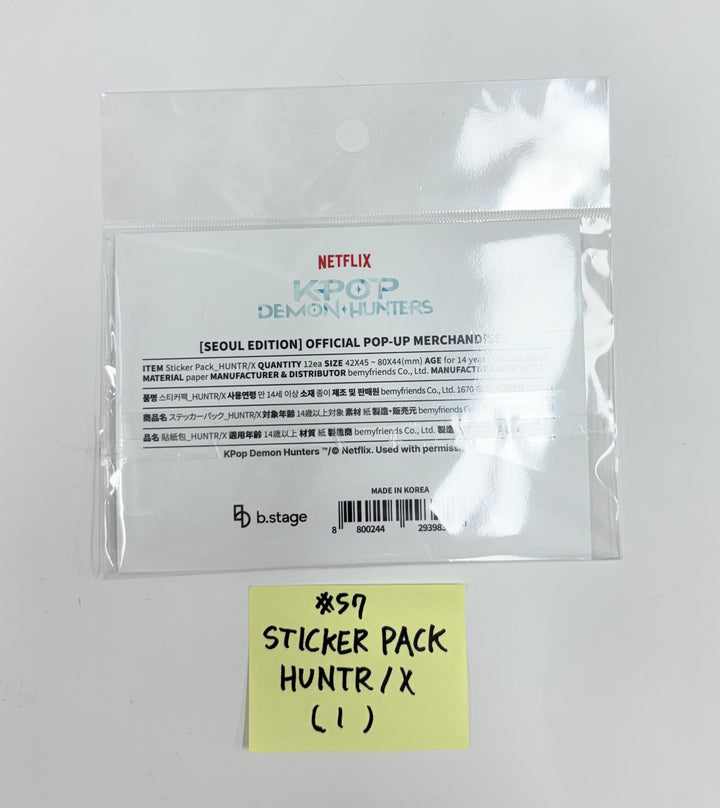 NETFLIX
KPOP
DEMON HUNTERS
[SEOUL EDITION] OFFICIAL POP-UP MERCHANDISE
ITEM Sticker Pack_HUNTR/X QUANTITY 12ea SIZE 42X45 ~ 80X44(mm) AGE for 14 years old and above
MATERIAL paper MANUFACTURER & DISTRIBUTOR bemyfriends Co., Ltd. MANUFACTURE DATE
품명 스티커팩_HUNTR/X 사용연령 만 14세 이상 소재 종이 제조 및 판매원 bemyfriends Co., Ltd.
商品名 ステッカーパック_HUNTR/X 対象年齢 14歳以上対象 素材 紙 製造・販売元 bemyfriends Co.
品名 貼紙包_HUNTR/X 適用年齡 14歲以上 材質 紙 製造商 bemyfriends Co., Ltd.
KPop Demon Hunters ™/© Netflix. Used with permission
MADE IN KOREA
b.stage
8 800244
#57
STICKER PACK
HUNTR/X
(1)